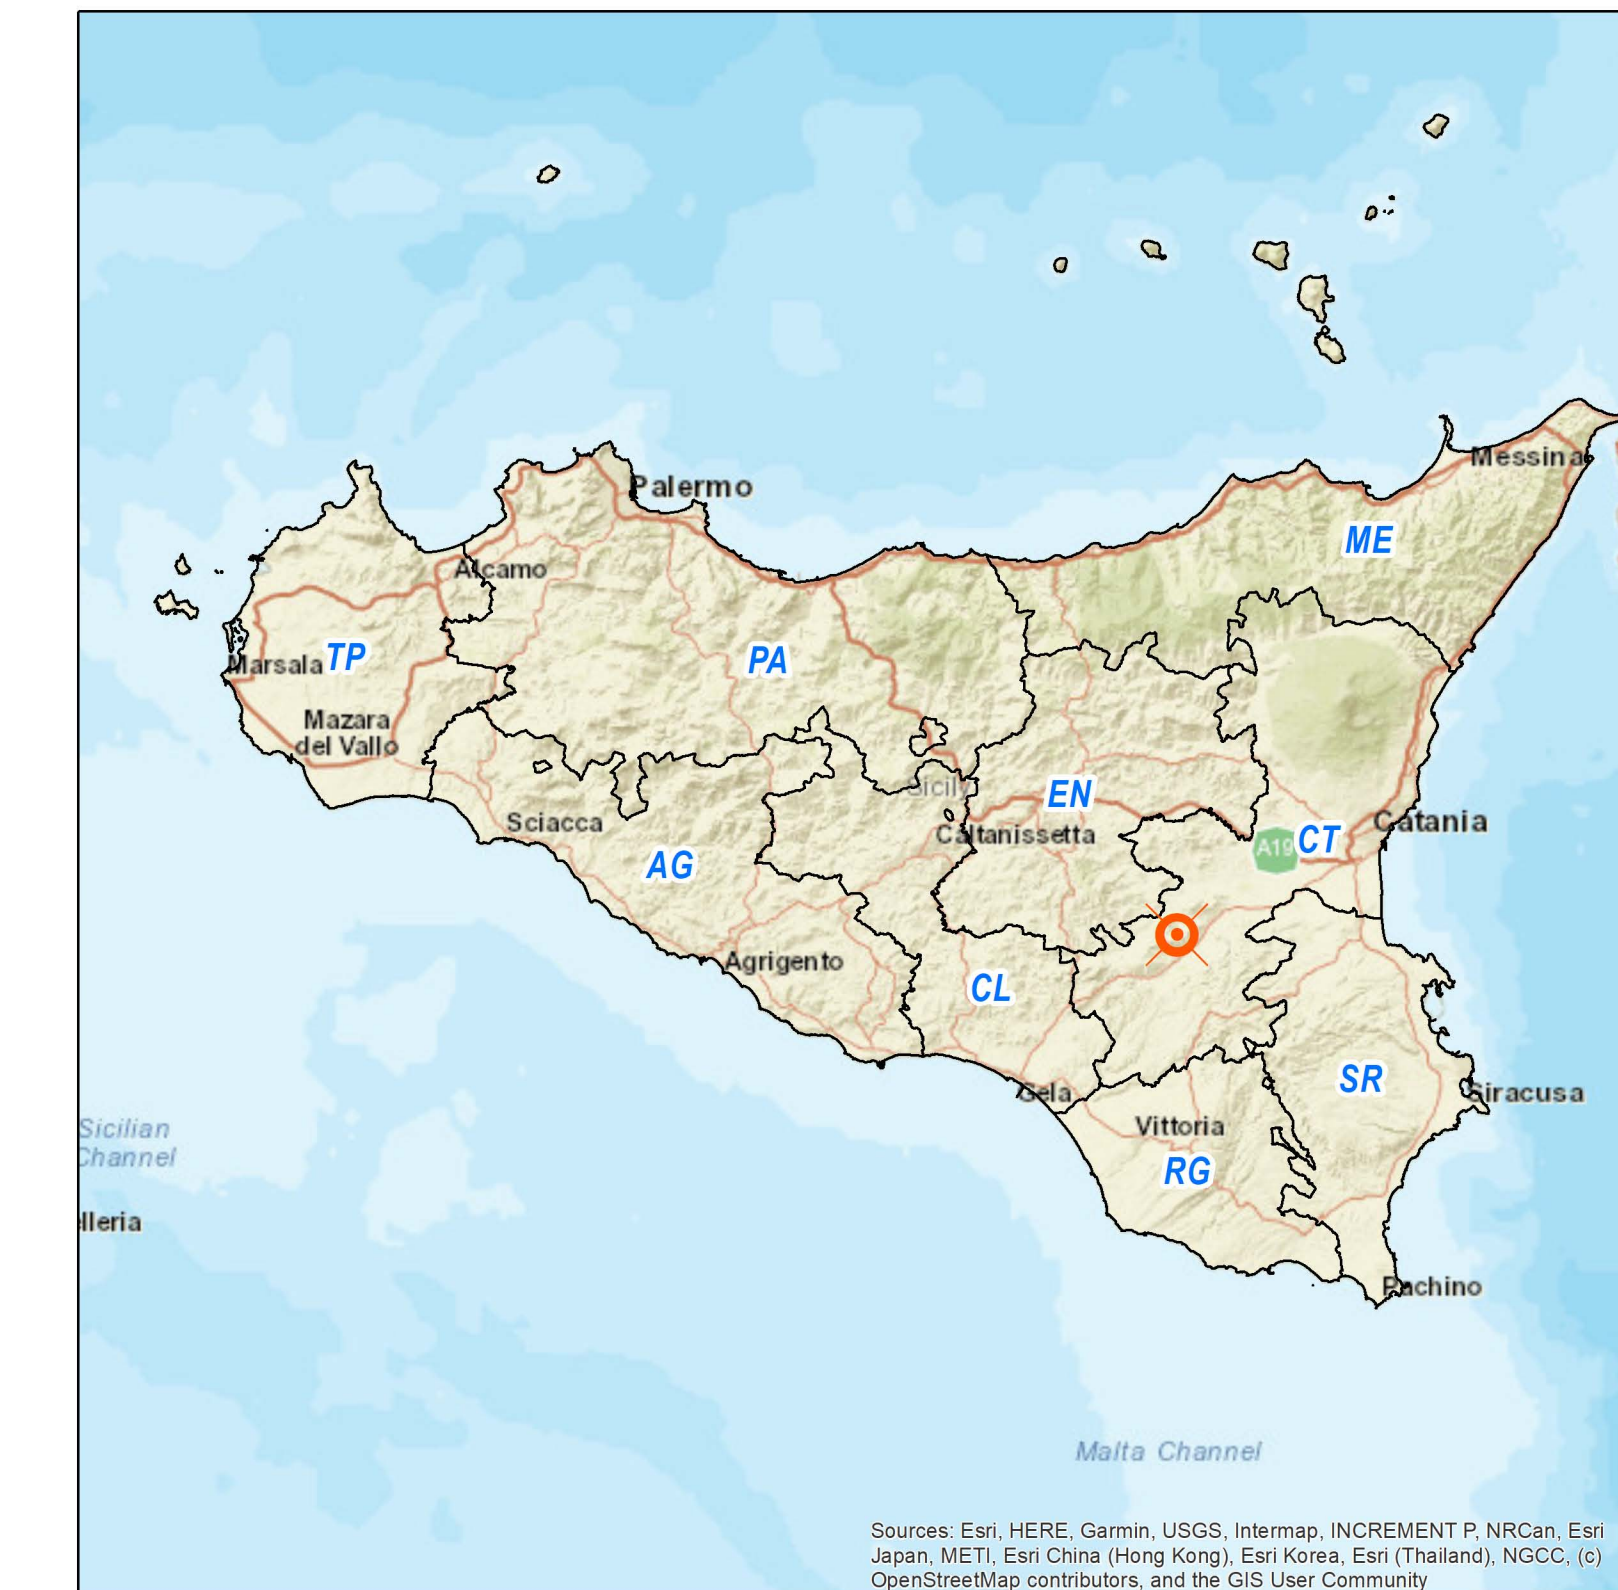 Messina
Palermo
ME
Alcamo
Marsala
TP
PA
Mazara
del Vallo
Sicily
EN
Sciacca
Caltanissetta
A19
CT
Catania
AG
Agrigento
CL
SR
Gela
Siracusa
Vittoria
Sicilian
Channel
RG
lleria
Pachino
Malta Channel
Sources: Esri, HERE, Garmin, USGS, Intermap, INCREMENT P, NRCan, Esri
Japan, METI, Esri China (Hong Kong), Esri Korea, Esri (Thailand), NGCC, (c)
OpenStreetMap contributors, and the GIS User Community